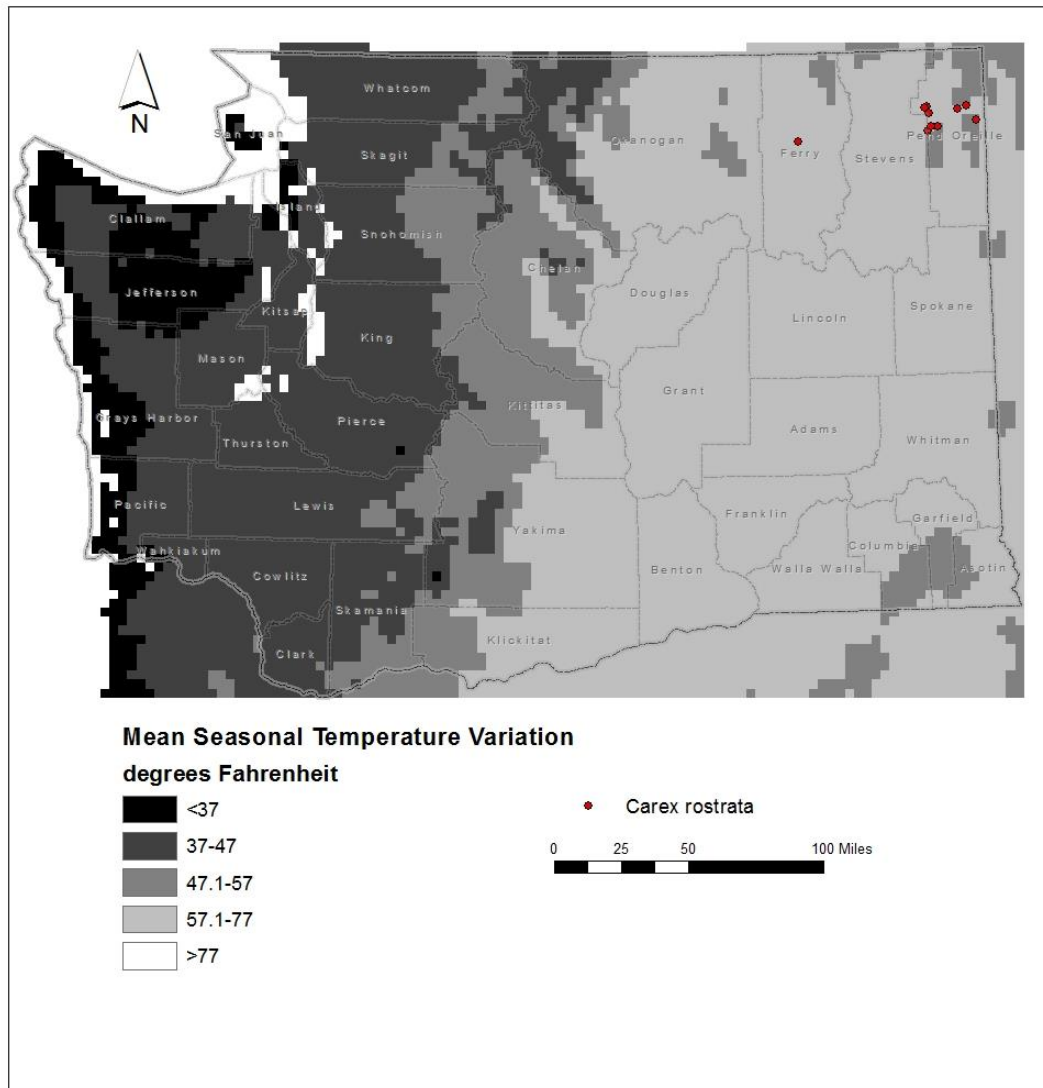 N
Whatcom
San Juan
Skagit
Okanogan
Ferry
Stevens
Pend Oreille
Island
Clallam
Snohomish
Chelan
Jefferson
Kitsap
Douglas
Lincoln
Spokane
King
Mason
Grant
Kittitas
Grays Harbor
Pierce
Adams
Whitman
Thurston
Pacific
Lewis
Yakima
Franklin
Garfield
Wahkiakum
Columbia
Cowlitz
Benton
Walla Walla
Asotin
Skamania
Klickitat
Clark
Mean Seasonal Temperature Variation
degrees Fahrenheit
<37
37-47
47.1-57
57.1-77
>77
Carex rostrata
0 25 50 100 Miles